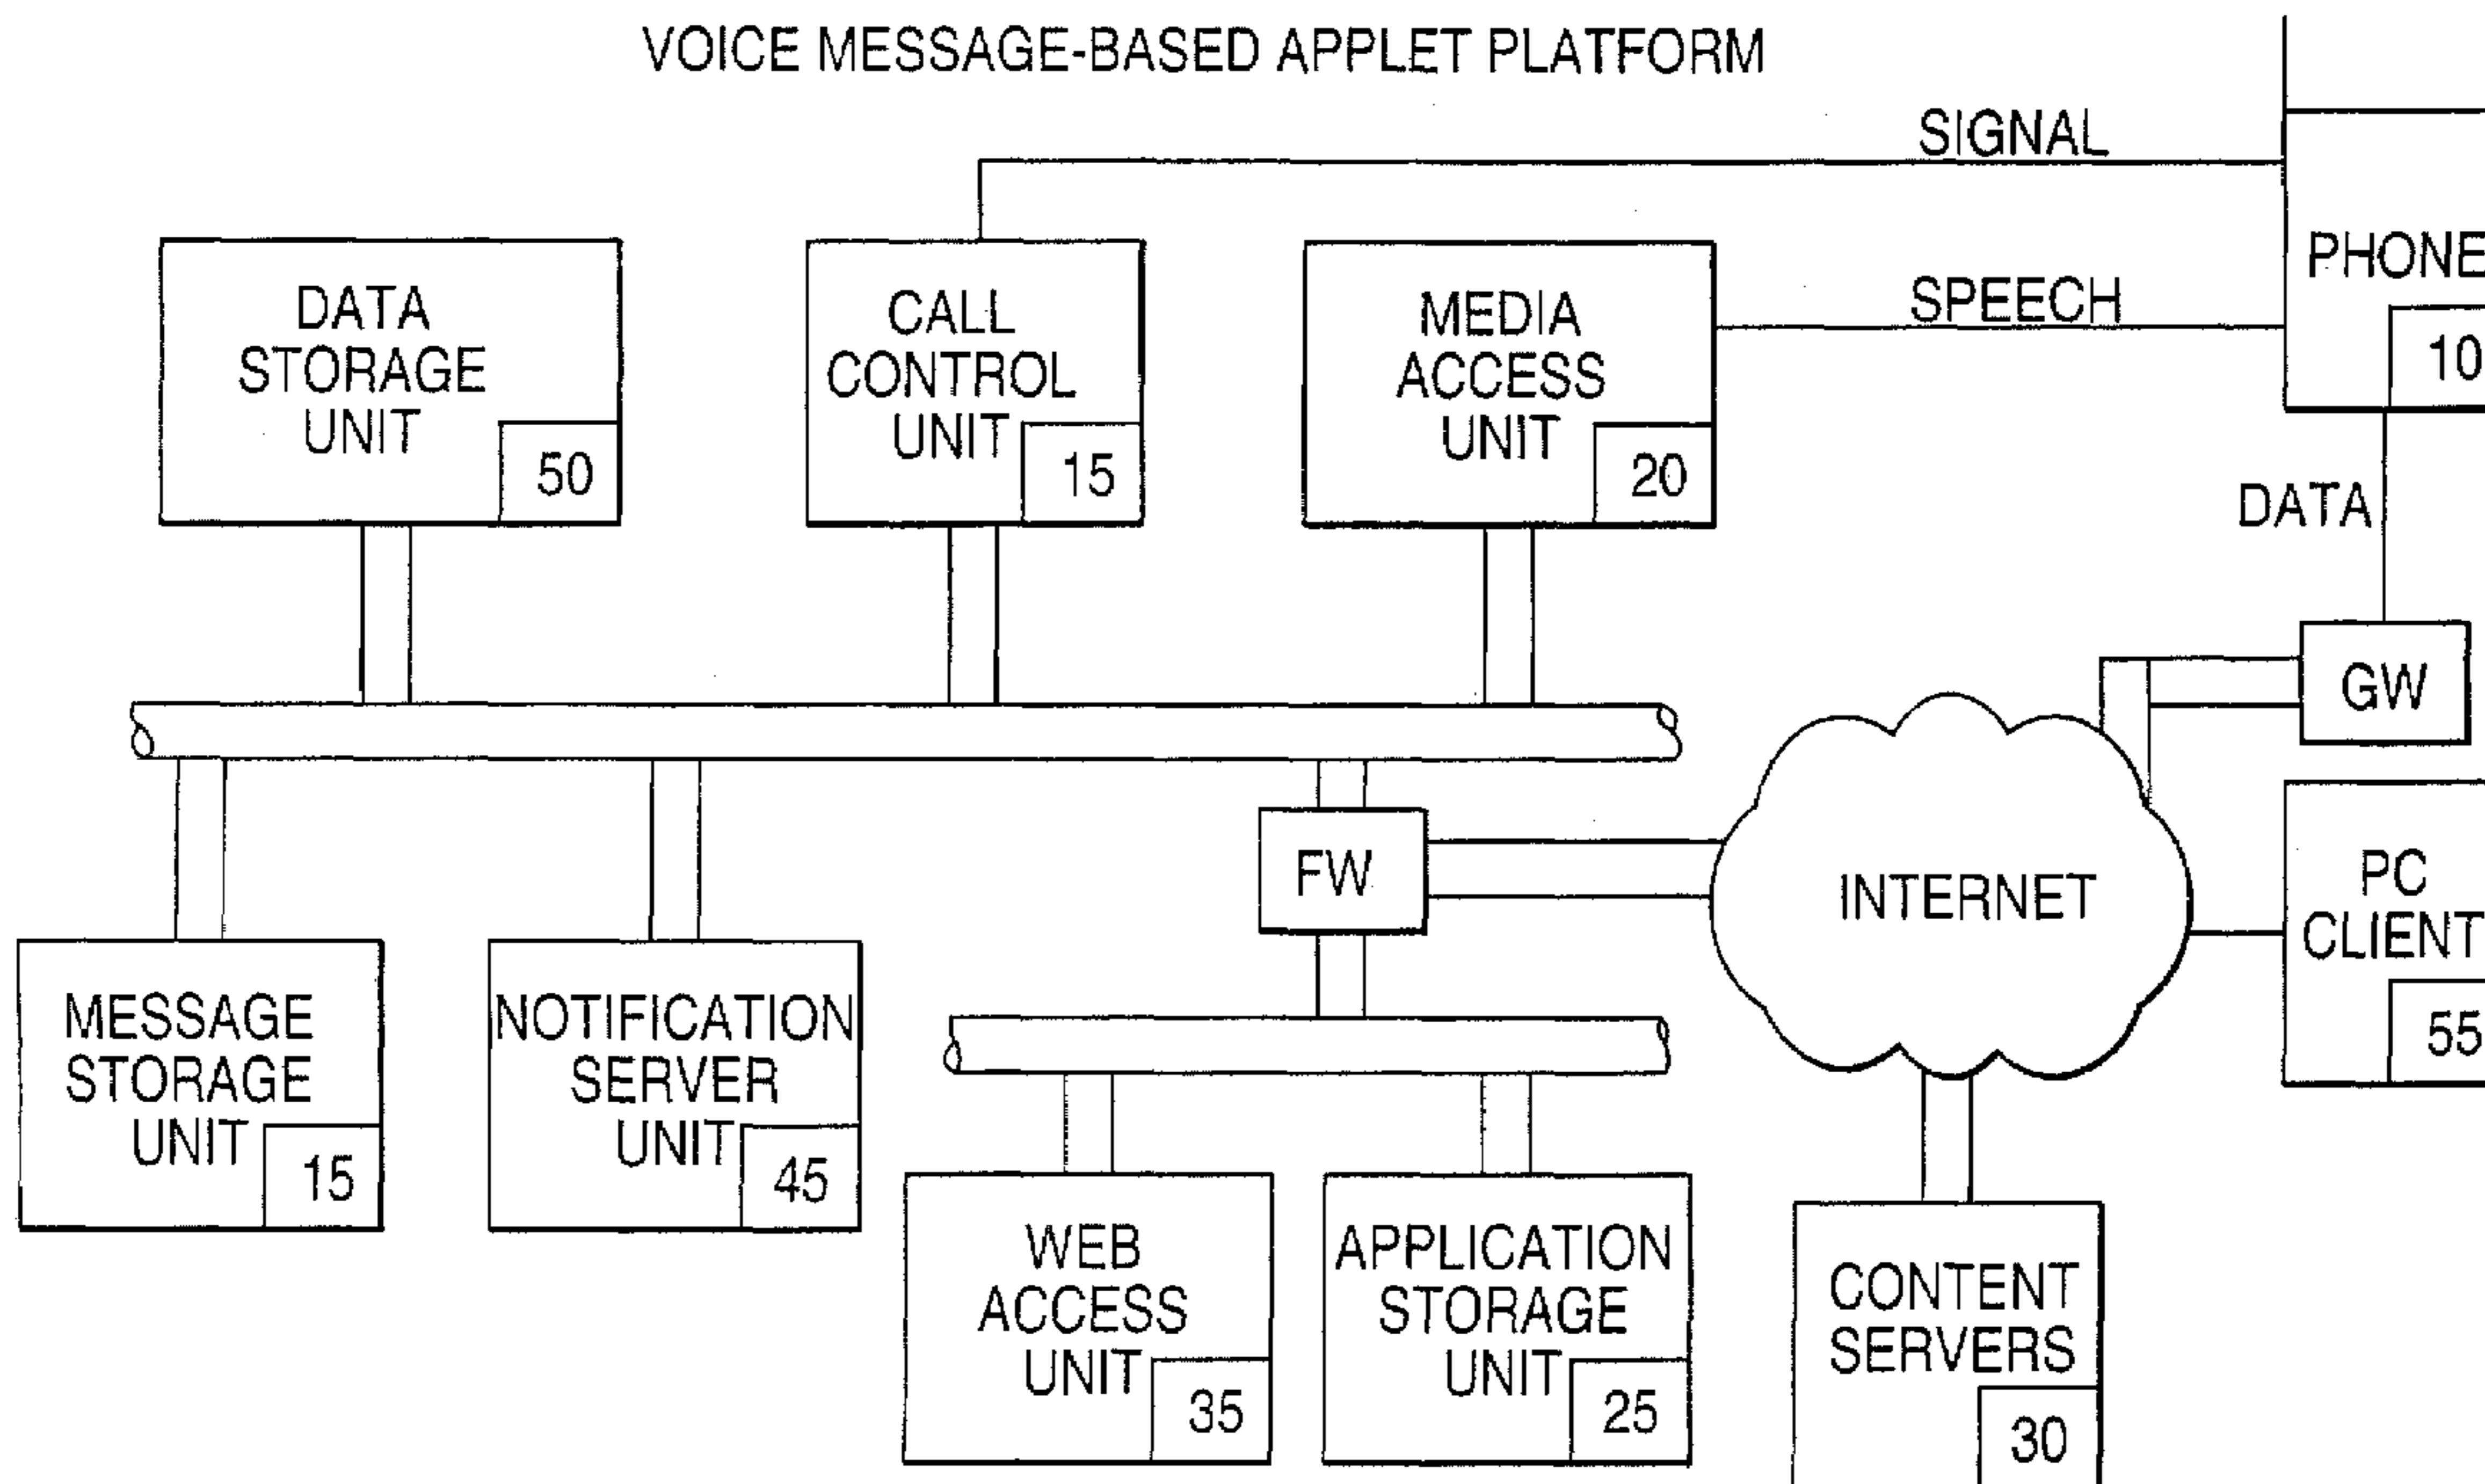 VOICE MESSAGE-BASED APPLET PLATFORM
SIGNAL
PHONE
10
SPEECH
DATA
STORAGE
UNIT
50
CALL
CONTROL
UNIT
15
MEDIA
ACCESS
UNIT
20
DATA
GW
FW
INTERNET
PC
CLIENT
55
MESSAGE
STORAGE
UNIT
15
NOTIFICATION
SERVER
UNIT
45
WEB
ACCESS
UNIT
35
APPLICATION
STORAGE
UNIT
25
CONTENT
SERVERS
30